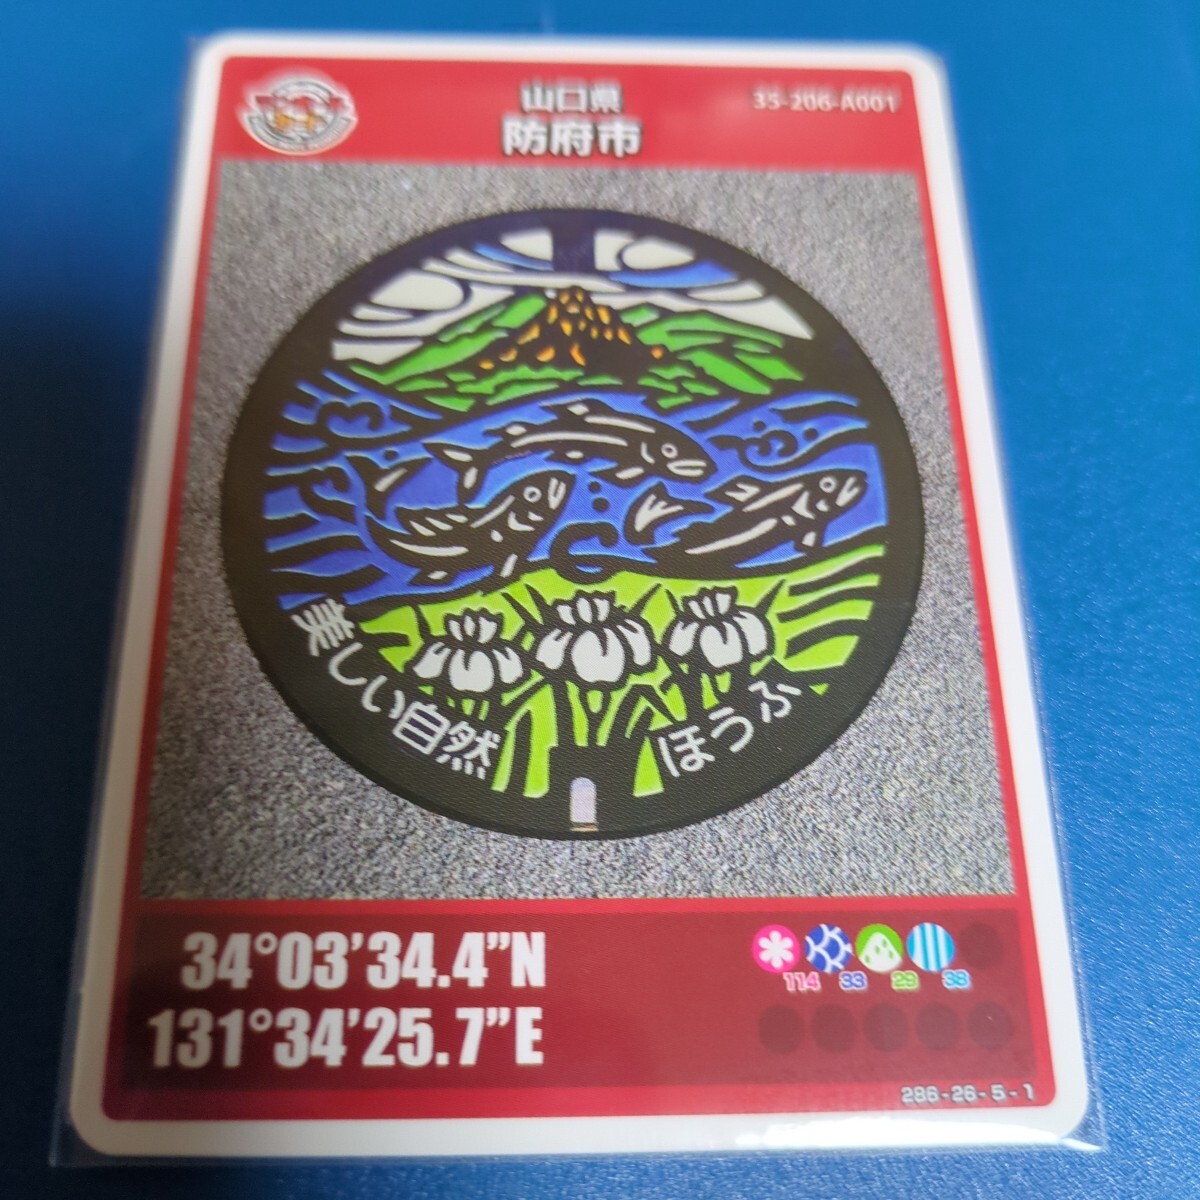 山口県
防府市
35-206-A001
美しい自然
ほうふ
34°03’34.4”N
131°34’25.7”E
114 33 29 38
286-26-5-1